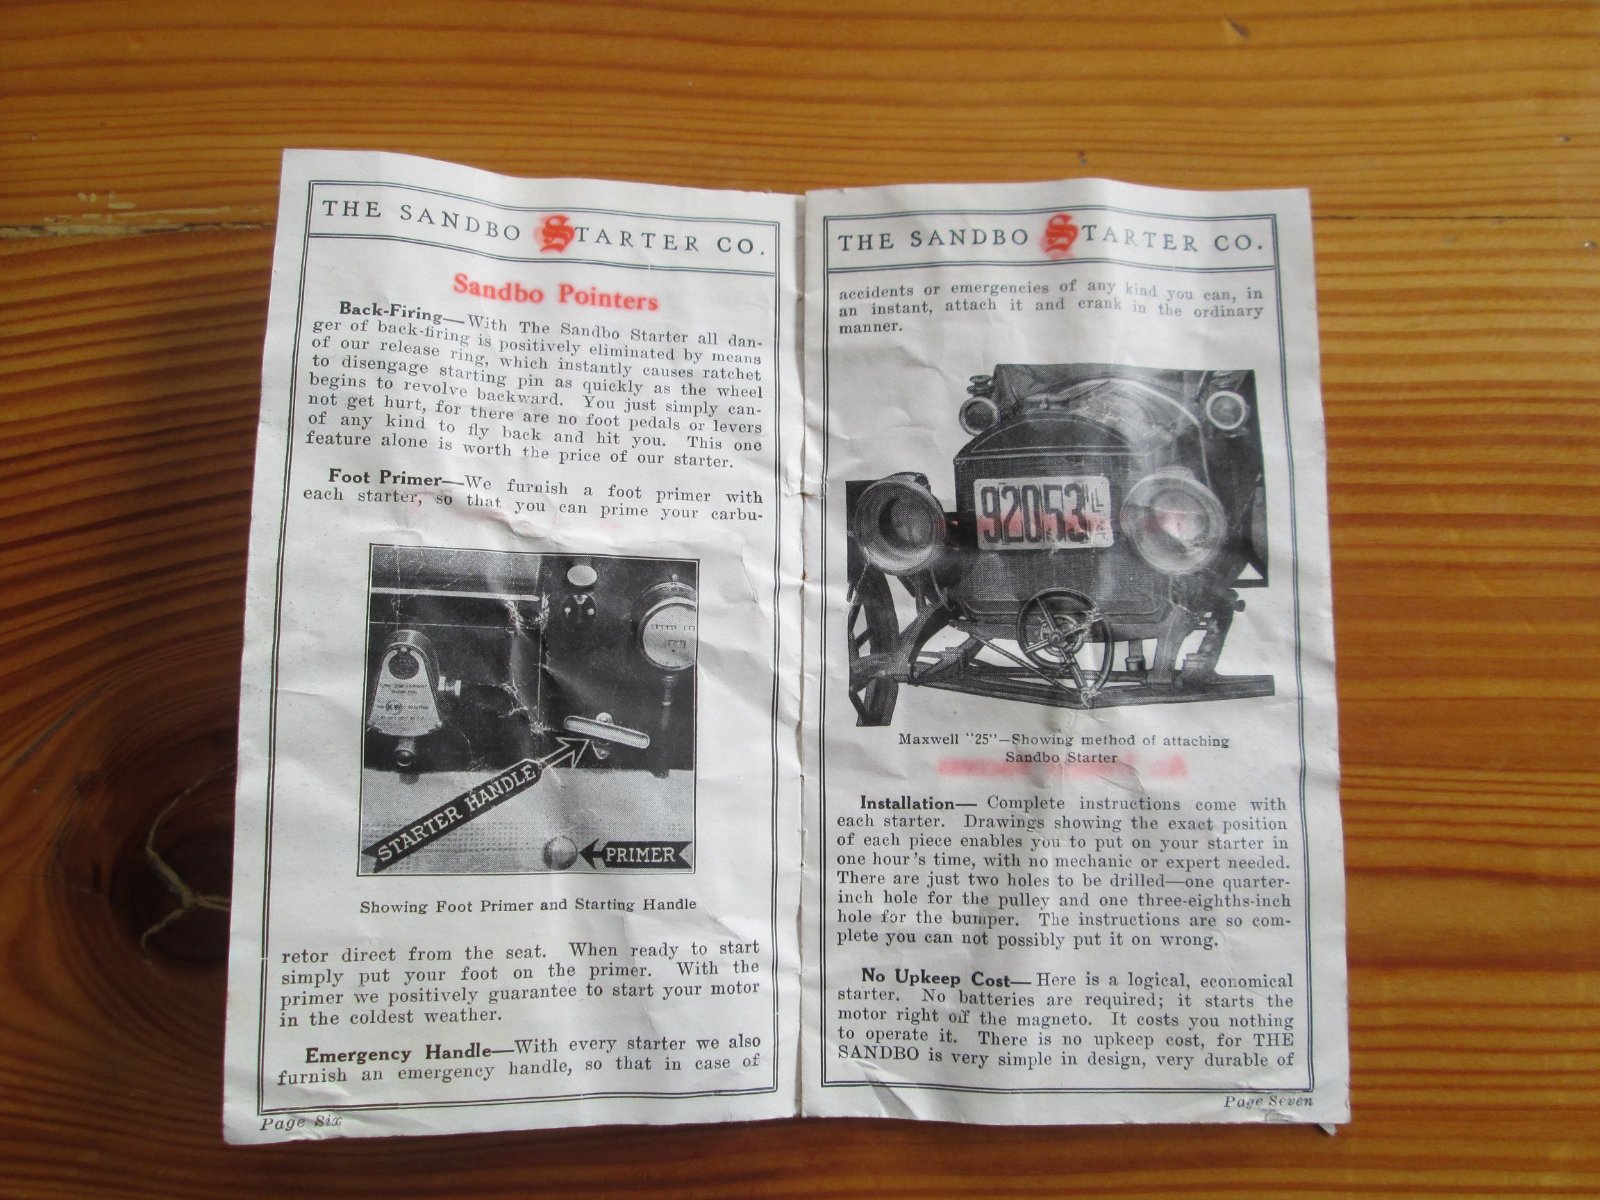 THE SANDBO STARTER CO.
Sandbo Pointers
Back-Firing—With The Sandbo Starter all dan-
ger of back-firing is positively eliminated by means
of our release ring, which instantly causes ratchet
to disengage starting pin as quickly as the wheel
begins to revolve backward. You just simply can-
not get hurt, for there are no foot pedals or levers
of any kind to fly back and hit you. This one
feature alone is worth the price of our starter.
Foot Primer—We furnish a foot primer with
each starter, so that you can prime your carbu-
STARTER HANDLE
PRIMER
Showing Foot Primer and Starting Handle
retor direct from the seat. When ready to start
simply put your foot on the primer. With the
primer we positively guarantee to start your motor
in the coldest weather.
Emergency Handle—With every starter we also
furnish an emergency handle, so that in case of
Page Six
THE SANDBO STARTER CO.
accidents or emergencies of any kind you can, in
an instant, attach it and crank in the ordinary
manner.
92053
Maxwell "25"—Showing method of attaching
Sandbo Starter
Installation— Complete instructions come with
each starter. Drawings showing the exact position
of each piece enables you to put on your starter in
one hour's time, with no mechanic or expert needed.
There are just two holes to be drilled—one quarter-
inch hole for the pulley and one three-eighths-inch
hole for the bumper. The instructions are so com-
plete you can not possibly put it on wrong.
No Upkeep Cost— Here is a logical, economical
starter. No batteries are required; it starts the
motor right off the magneto. It costs you nothing
to operate it. There is no upkeep cost, for THE
SANDBO is very simple in design, very durable of
Page Seven